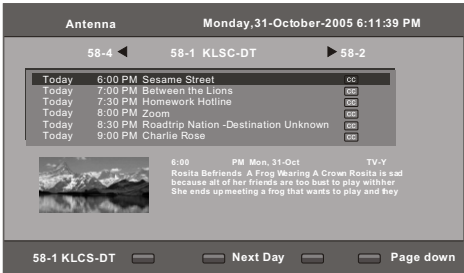 Antenna Monday,31-October-2005 6:11:39 PM
58-4 58-1 KLSC-DT 58-2
Today 6:00 PM Sesame Street CC
Today 7:00 PM Between the Lions CC
Today 7:30 PM Homework Hotline CC
Today 8:00 PM Zoom CC
Today 8:30 PM Roadtrip Nation -Destination Unknown CC
Today 9:00 PM Charlie Rose CC
6:00 PM Mon, 31-Oct TV-Y
Rosita Befriends A Frog Wearing A Crown Rosita is sad
because alt of her friends are too bust to play withher
She ends up meeting a frog that wants to play and they
58-1 KLCS-DT Next Day Page down